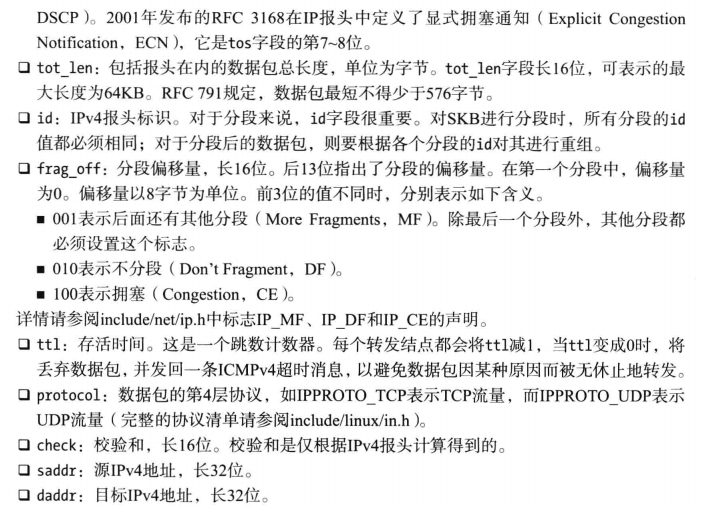 DSCP）。2001年发布的RFC 3168在IP报头中定义了显式拥塞通知（Explicit Congestion
Notification，ECN），它是tos字段的第7~8位。
❑ tot_len：包括报头在内的数据包总长度，单位为字节。tot_len字段长16位，可表示的最
大长度为64KB。RFC 791规定，数据包最短不得少于576字节。
❑ id：IPv4报头标识。对于分段来说，id字段很重要。对SKB进行分段时，所有分段的id
值都必须相同；对于分段后的数据包，则要根据各个分段的id对其进行重组。
❑ frag_off：分段偏移量，长16位。后13位指出了分段的偏移量。在第一个分段中，偏移量
为0。偏移量以8字节为单位。前3位的值不同时，分别表示如下含义。
■ 001表示后面还有其他分段（More Fragments，MF）。除最后一个分段外，其他分段都
必须设置这个标志。
■ 010表示不分段（Don't Fragment，DF）。
■ 100表示拥塞（Congestion，CE）。
详情请参阅include/net/ip.h中标志IP_MF、IP_DF和IP_CE的声明。
❑ ttl：存活时间。这是一个跳数计数器。每个转发结点都会将ttl减1，当ttl变成0时，将
丢弃数据包，并发回一条ICMPv4超时消息，以避免数据包因某种原因而被无休止地转发。
❑ protocol：数据包的第4层协议，如IPPROTO_TCP表示TCP流量，而IPPROTO_UDP表示
UDP流量（完整的协议清单请参阅include/linux/in.h）。
❑ check：校验和，长16位。校验和是仅根据IPv4报头计算得到的。
❑ saddr：源IPv4地址，长32位。
❑ daddr：目标IPv4地址，长32位。